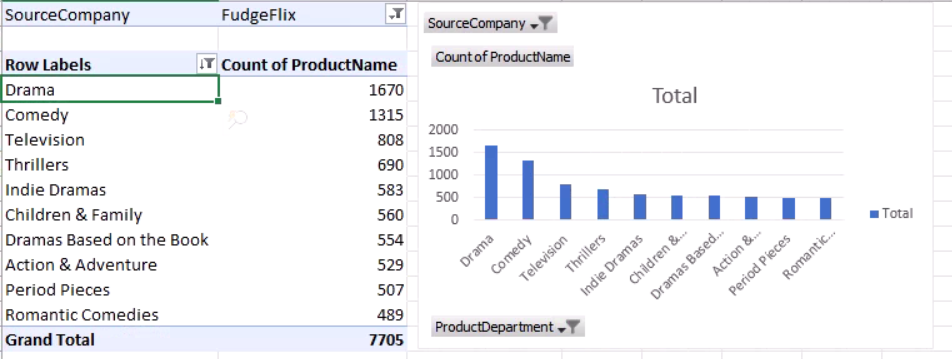 SourceCompany FudgeFlix
Row Labels Count of ProductName
Drama 1670
Comedy 1315
Television 808
Thrillers 690
Indie Dramas 583
Children & Family 560
Dramas Based on the Book 554
Action & Adventure 529
Period Pieces 507
Romantic Comedies 489
Grand Total 7705
SourceCompany
Count of ProductName
Total
2000
1500
1000
500
0
Drama
Comedy
Television
Thrillers
Indie Dramas
Children &...
Dramas Based...
Action &...
Period Pieces
Romantic...
Total
ProductDepartment